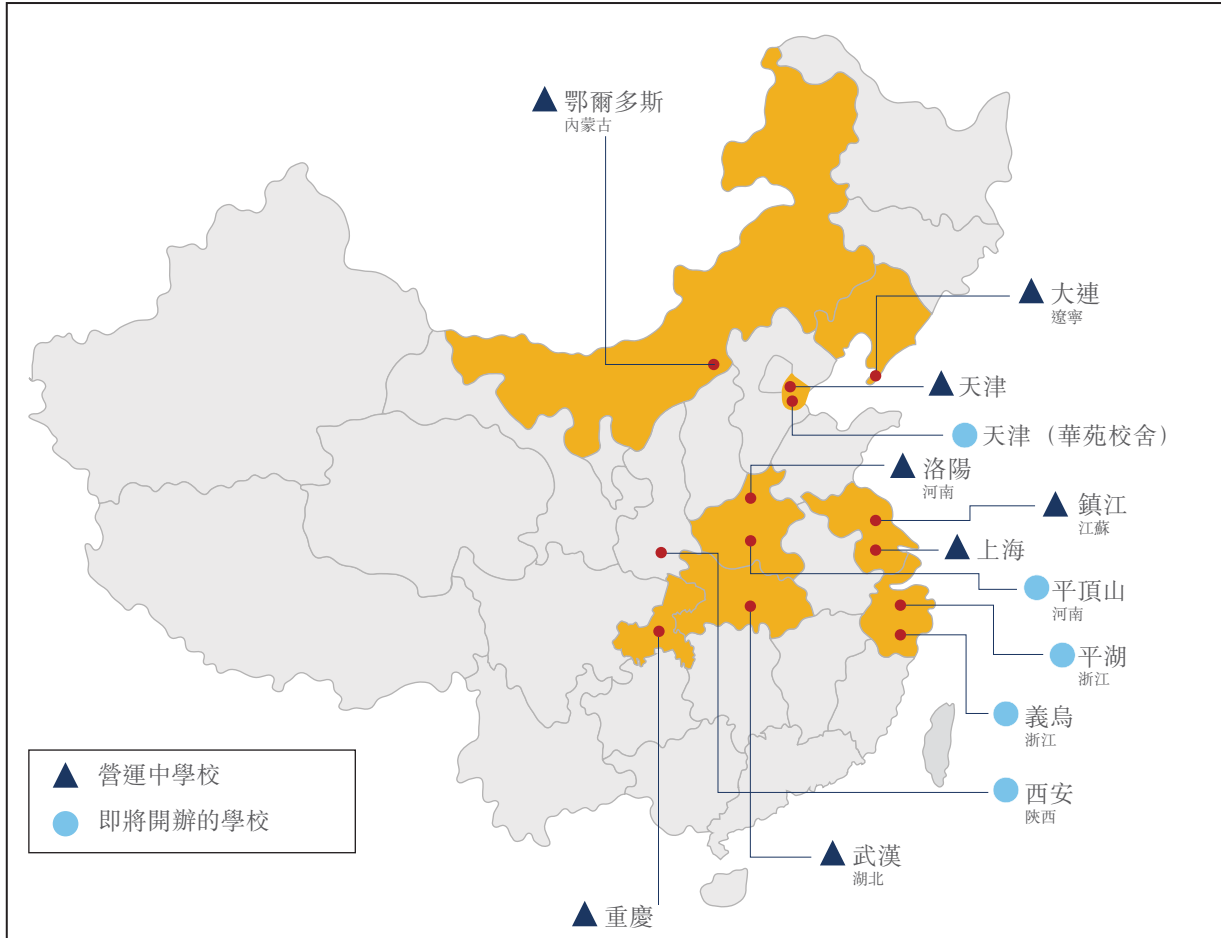 鄂爾多斯
內蒙古
大連
遼寧
天津
天津（華苑校舍）
洛陽
河南
鎮江
江蘇
上海
平頂山
河南
平湖
浙江
義烏
浙江
西安
陝西
武漢
湖北
重慶
營運中學校
即將開辦的學校